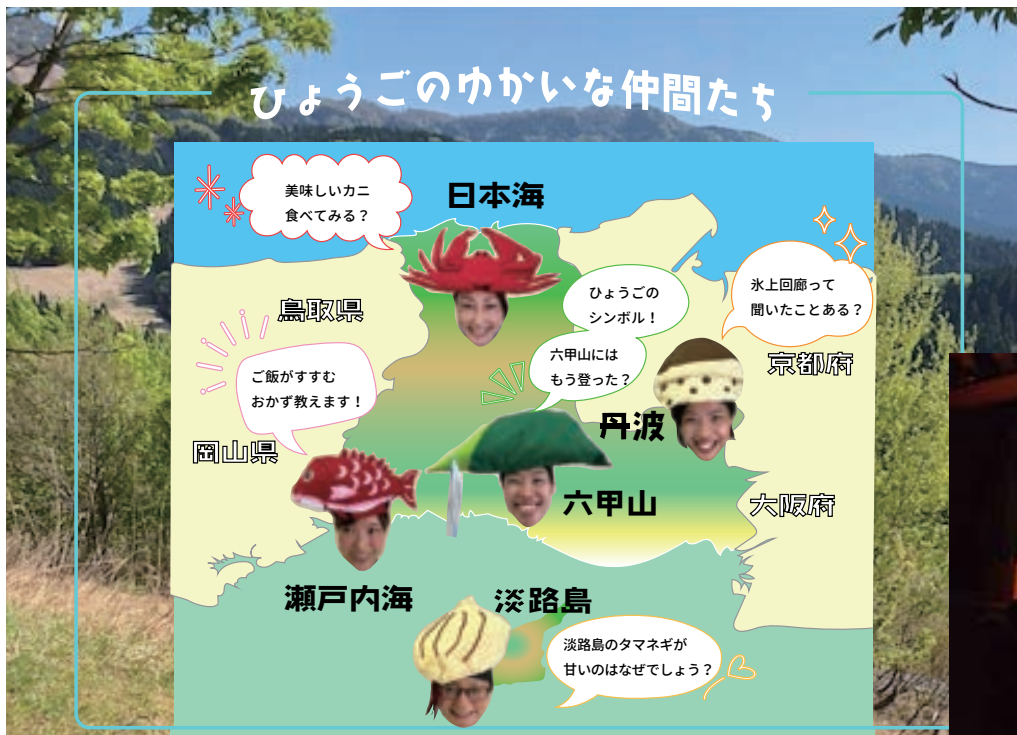 ひょうごのゆかいな仲間たち
美味しいカニ
食べてみる？
日本海
ひょうごの
シンボル！
氷上回廊って
聞いたことある？
鳥取県
六甲山には
もう登った？
京都府
ご飯がすすむ
おかず教えます！
丹波
岡山県
六甲山
大阪府
瀬戸内海
淡路島
淡路島のタマネギが
甘いのはなぜでしょう？